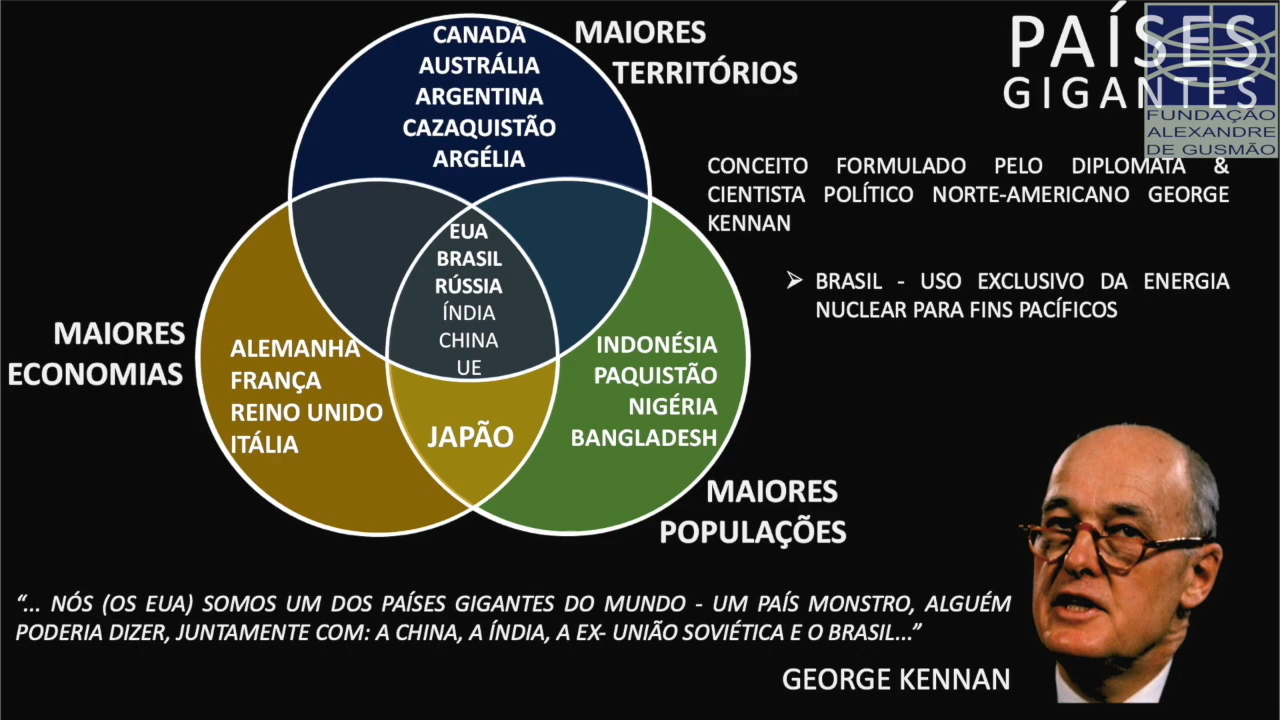 PAÍSES
GIGANTES
FUNDAÇÃO
ALEXANDRE
DE GUSMÃO
MAIORES
TERRITÓRIOS
CANADÁ
AUSTRÁLIA
ARGENTINA
CAZAQUISTÃO
ARGÉLIA
CONCEITO FORMULADO PELO DIPLOMATA &
CIENTISTA POLÍTICO NORTE-AMERICANO GEORGE
KENNAN
➢ BRASIL - USO EXCLUSIVO DA ENERGIA
NUCLEAR PARA FINS PACÍFICOS
EUA
BRASIL
RÚSSIA
ÍNDIA
CHINA
UE
MAIORES
ECONOMIAS
ALEMANHA
FRANÇA
REINO UNIDO
ITÁLIA
JAPÃO
INDONÉSIA
PAQUISTÃO
NIGÉRIA
BANGLADESH
MAIORES
POPULAÇÕES
“... NÓS (OS EUA) SOMOS UM DOS PAÍSES GIGANTES DO MUNDO - UM PAÍS MONSTRO, ALGUÉM
PODERIA DIZER, JUNTAMENTE COM: A CHINA, A ÍNDIA, A EX- UNIÃO SOVIÉTICA E O BRASIL...”
GEORGE KENNAN